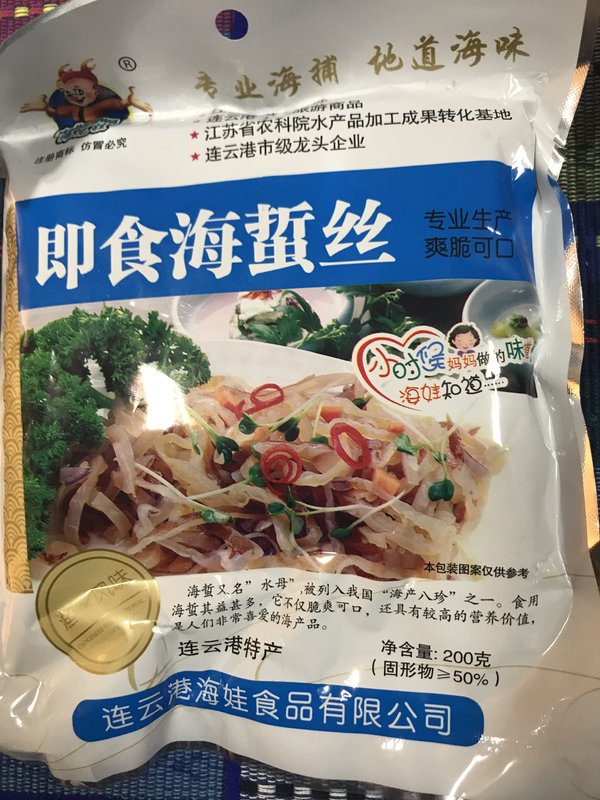 ®
专业海捕 地道海味
注册商标 仿冒必究
旅游商品
★江苏省农科院水产品加工成果转化基地
★连云港市级龙头企业
即食海蜇丝
专业生产
爽脆可口
小时候妈妈做的味道
海娃知道……
本包装图案仅供参考
风味
海蜇又名"水母",被列入我国"海产八珍"之一。食用
海蜇其益甚多，它不仅脆爽可口，还具有较高的营养价值，
是人们非常喜爱的海产品。
连云港特产
净含量: 200克
(固形物≥50%)
连云港海娃食品有限公司